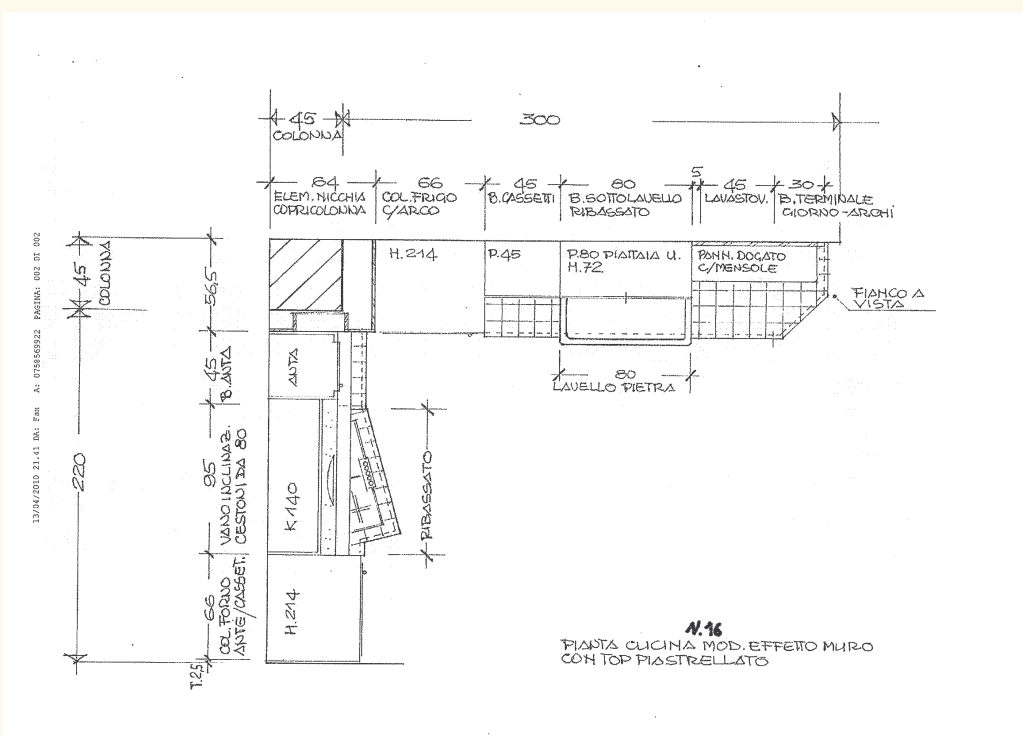 45
COLONNA
300
64
ELEM. NICCHIA
COPRICOLONNA
66
COL. FRIGO
C/ARCO
45
B. CASSETTI
80
B. SOTTOLAVELLO
RIBASSATO
5
45
LAVASTOV.
30
B. TERMINALE
GIORNO-ARCHI
H.214
P.45
P.80 PIATTAIA U.
H.72
PANN. DOGATO
C/MENSOLE
FIANCO A
VISTA
80
LAVELLO PIETRA
13/04/2010 21.41 DA: Fax A: 0758569922 PAGINA: 002 DI 002
45
COLONNA
220
56,5
45
B. ANTA
95
VANO INCLINAZ.
CESTONI DA 80
66
COL. FORNO
ANTE/CASSET.
T.2,5
ANTA
K 140
H.214
RIBASSATO
N.16
PIANTA CUCINA MOD. EFFETTO MURO
CON TOP PIASTRELLATO